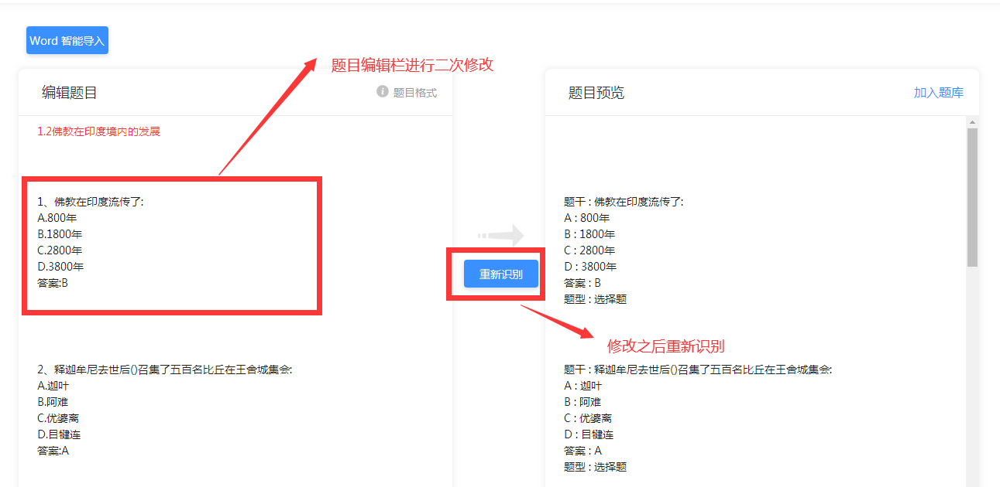 Word 智能导入
题目编辑栏进行二次修改
编辑题目
题目格式
1.2佛教在印度境内的发展
1、佛教在印度流传了:
A.800年
B.1800年
C.2800年
D.3800年
答案:B
2、释迦牟尼去世后()召集了五百名比丘在王舍城集会:
A.迦叶
B.阿难
C.优婆离
D.目犍连
答案:A
重新识别
修改之后重新识别
题目预览
加入题库
题干 : 佛教在印度流传了:
A : 800年
B : 1800年
C : 2800年
D : 3800年
答案 : B
题型 : 选择题
题干 : 释迦牟尼去世后()召集了五百名比丘在王舍城集会:
A : 迦叶
B : 阿难
C : 优婆离
D : 目犍连
答案 : A
题型 : 选择题